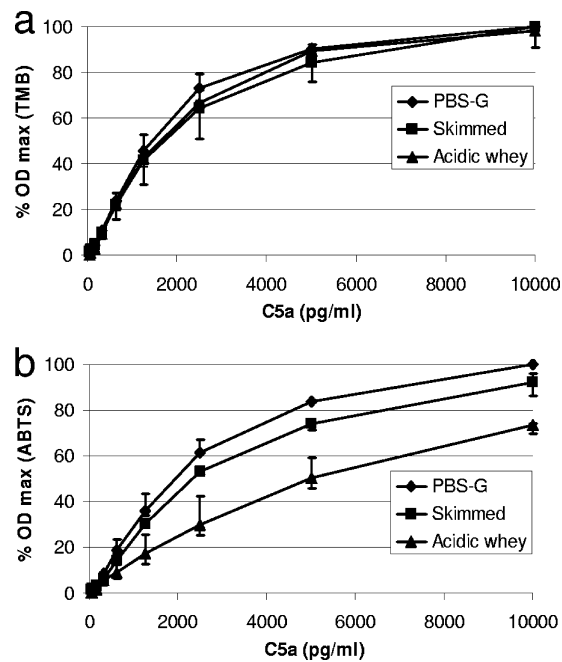 a
% OD max (TMB)
100
80
60
40
20
0
PBS-G
Skimmed
Acidic whey
0 2000 4000 6000 8000 10000
C5a (pg/ml)
b
% OD max (ABTS)
100
80
60
40
20
0
PBS-G
Skimmed
Acidic whey
0 2000 4000 6000 8000 10000
C5a (pg/ml)